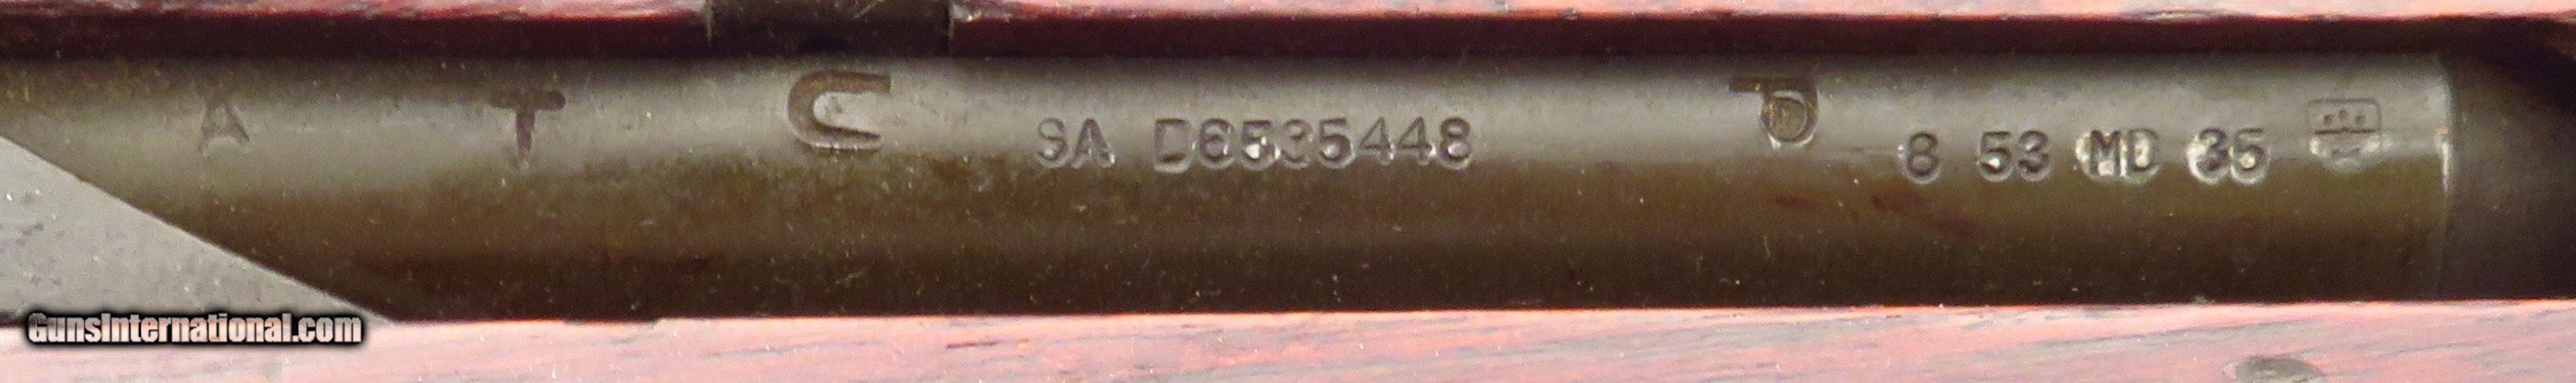 A T U SA D6535448 P 8 53 MD 35
GunsInternational.com